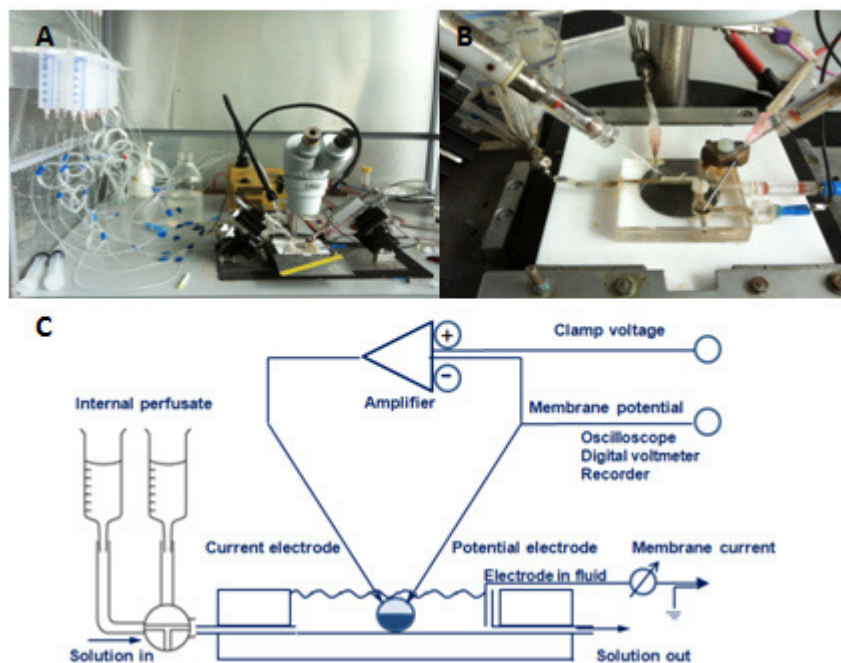 A
B
C
+
Clamp voltage
−
Amplifier
Internal perfusate
Membrane potential
Oscilloscope
Digital voltmeter
Recorder
Current electrode
Potential electrode
Membrane current
Electrode in fluid
Solution in
Solution out